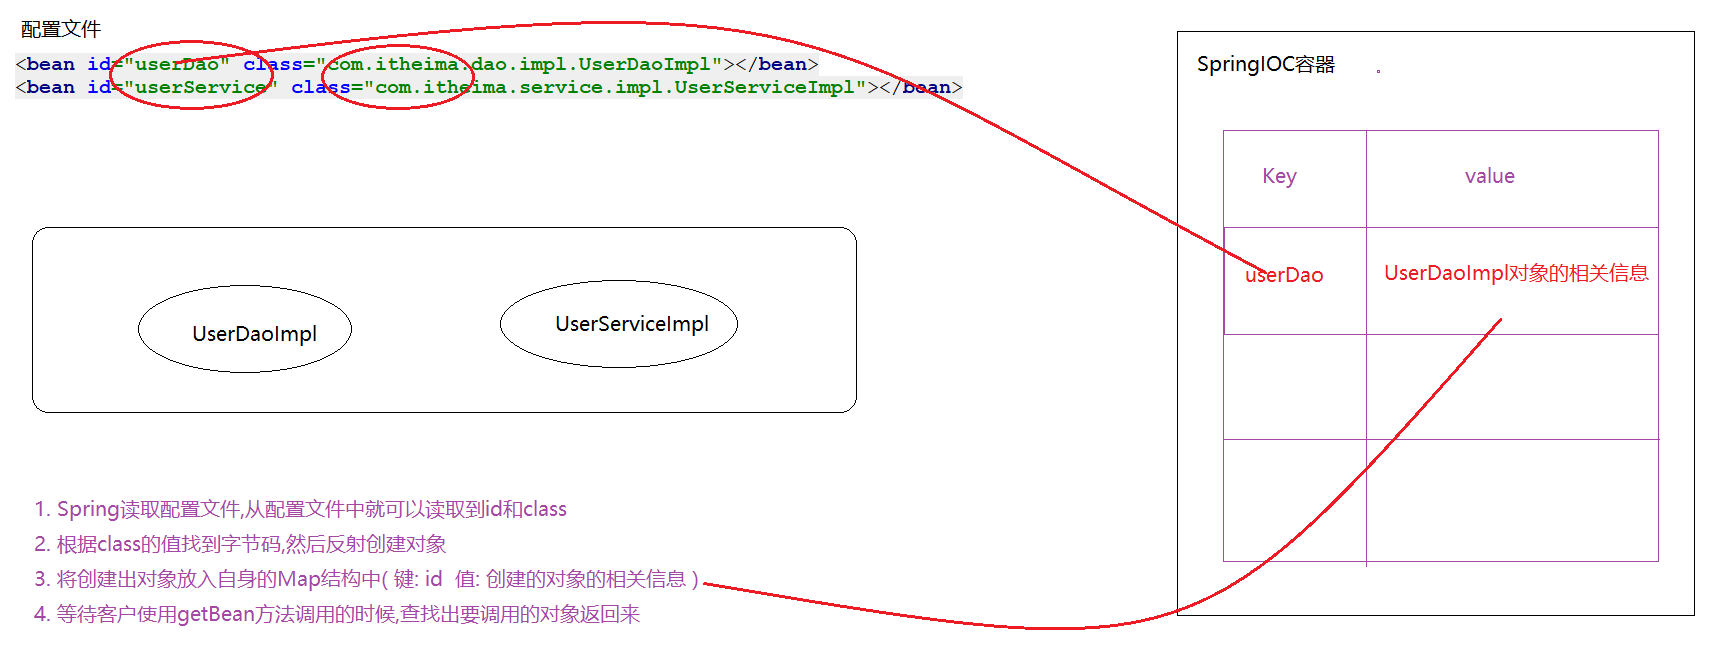 配置文件
<bean id="userDao" class="com.itheima.dao.impl.UserDaoImpl"></bean>
<bean id="userService" class="com.itheima.service.impl.UserServiceImpl"></bean>
SpringIOC容器
Key value
userDao UserDaoImpl对象的相关信息
UserDaoImpl UserServiceImpl
1. Spring读取配置文件,从配置文件中就可以读取到id和class
2. 根据class的值找到字节码,然后反射创建对象
3. 将创建出对象放入自身的Map结构中( 键: id 值: 创建的对象的相关信息 )
4. 等待客户使用getBean方法调用的时候,查找出要调用的对象返回来